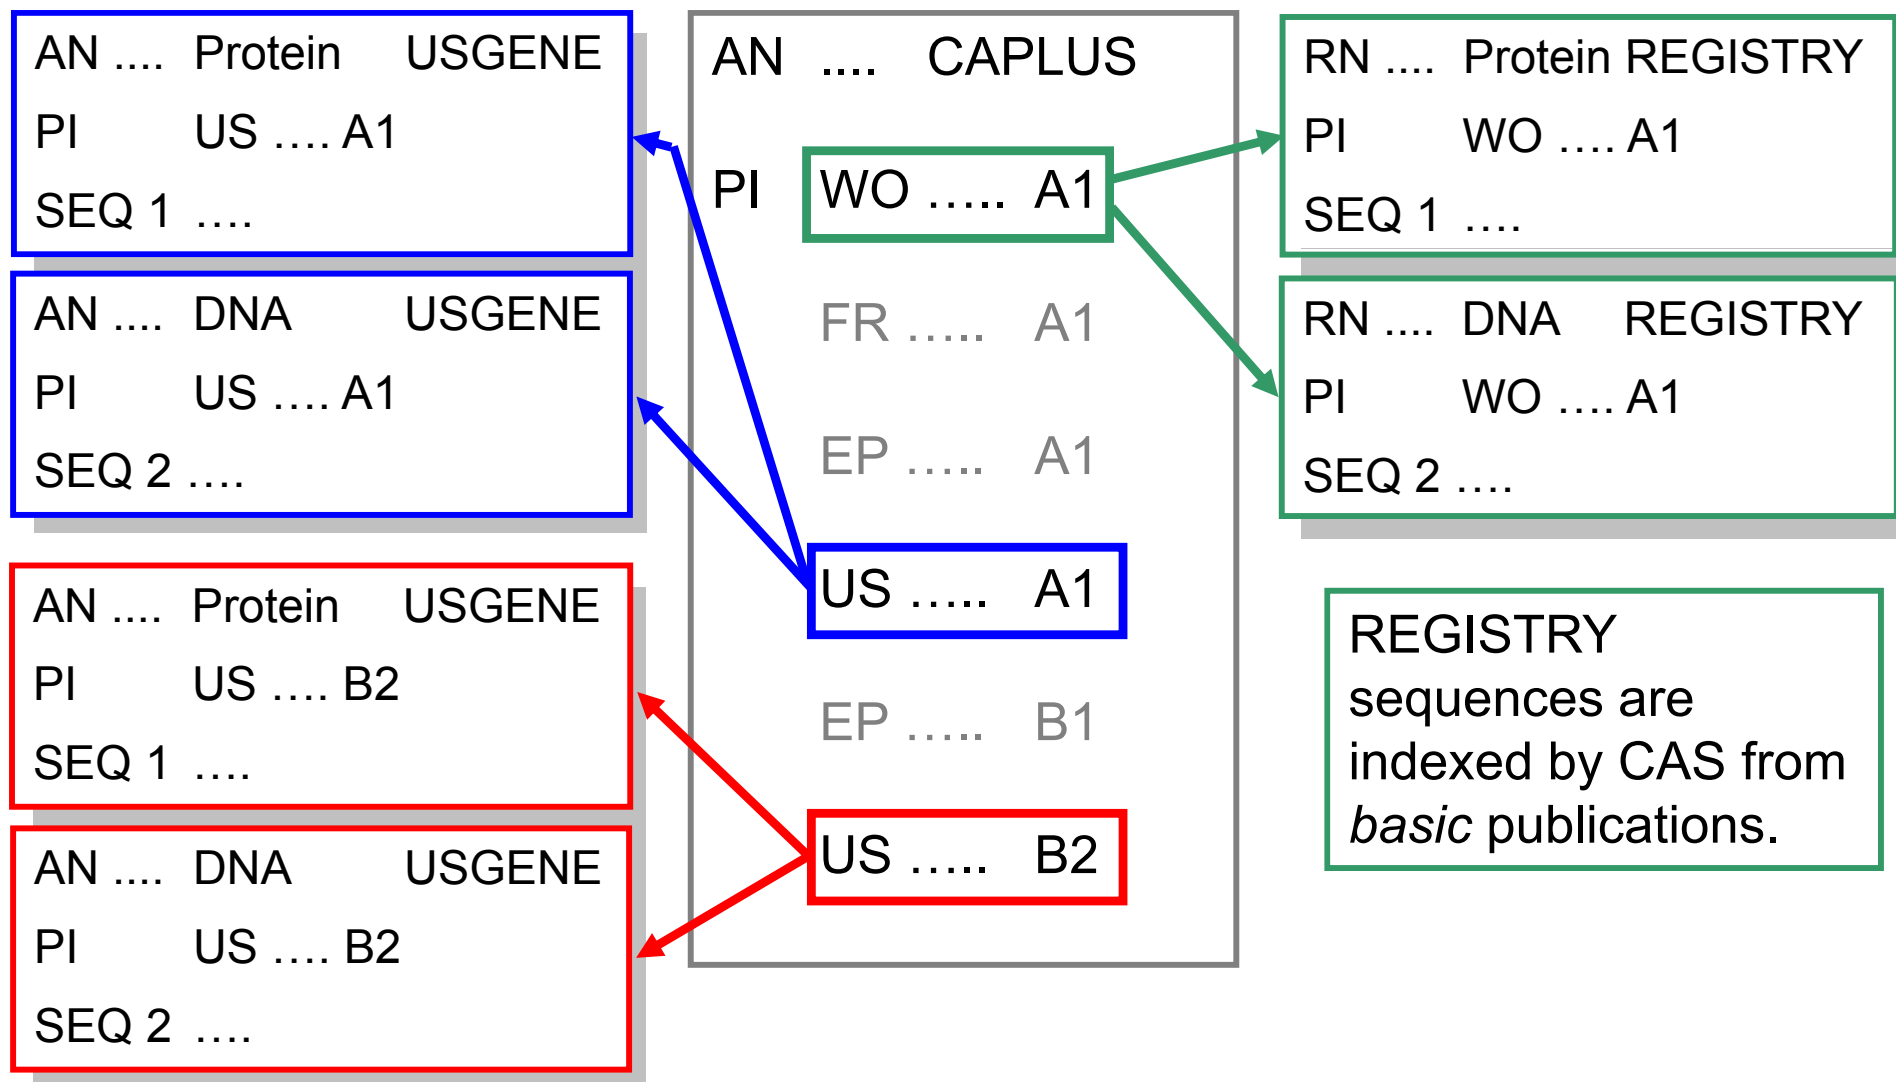 AN .... Protein USGENE
PI US .... A1
SEQ 1 ....
AN .... DNA USGENE
PI US .... A1
SEQ 2 ....
AN .... Protein USGENE
PI US .... B2
SEQ 1 ....
AN .... DNA USGENE
PI US .... B2
SEQ 2 ....
AN .... CAPLUS
PI WO ..... A1
FR ..... A1
EP ..... A1
US ..... A1
EP ..... B1
US ..... B2
RN .... Protein REGISTRY
PI WO .... A1
SEQ 1 ....
RN .... DNA REGISTRY
PI WO .... A1
SEQ 2 ....
REGISTRY
sequences are
indexed by CAS from
basic publications.